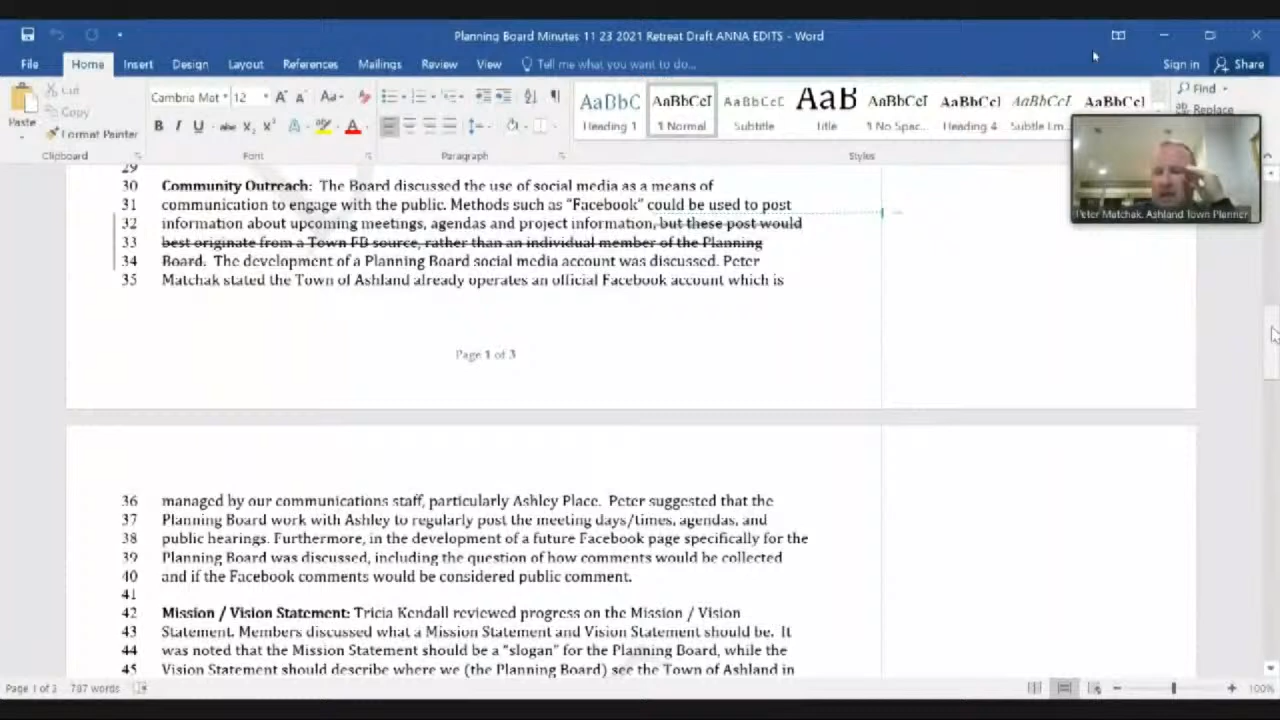 Planning Board Minutes 11 23 2021 Retreat Draft ANNA EDITS - Word
File Home Insert Design Layout References Mailings Review View Tell me what you want to do... Sign in Share
Cut
Copy
Paste
Format Painter
Clipboard
Cambria Mat 12
Font
Paragraph
AaBbC AaBbCcI AaBbCcC AaB AaBbCcI AaBbCcI AaBbCcI AaBbCcI
Heading 1 ¶ Normal Subtitle Title ¶ No Spac... Heading 4 Subtle Em...
Styles
Find
Replace
Peter Matchak, Ashland Town Planner
29
30 Community Outreach: The Board discussed the use of social media as a means of
31 communication to engage with the public. Methods such as “Facebook” could be used to post
32 information about upcoming meetings, agendas and project information, but these post would
33 best originate from a Town FB source, rather than an individual member of the Planning
34 Board. The development of a Planning Board social media account was discussed. Peter
35 Matchak stated the Town of Ashland already operates an official Facebook account which is
Page 1 of 3
36 managed by our communications staff, particularly Ashley Place. Peter suggested that the
37 Planning Board work with Ashley to regularly post the meeting days/times, agendas, and
38 public hearings. Furthermore, in the development of a future Facebook page specifically for the
39 Planning Board was discussed, including the question of how comments would be collected
40 and if the Facebook comments would be considered public comment.
41
42 Mission / Vision Statement: Tricia Kendall reviewed progress on the Mission / Vision
43 Statement. Members discussed what a Mission Statement and Vision Statement should be. It
44 was noted that the Mission Statement should be a “slogan” for the Planning Board, while the
45 Vision Statement should describe where we (the Planning Board) see the Town of Ashland in
Page 1 of 3 787 words 100%